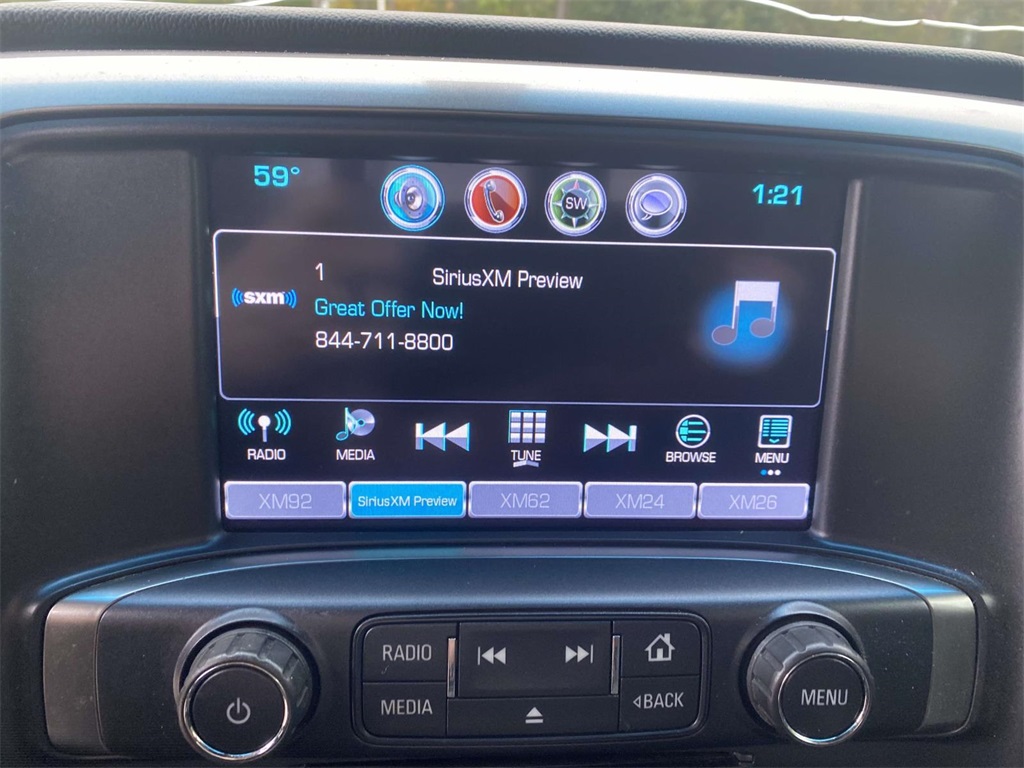 59°
SW
1:21
1
SiriusXM Preview
((sxm))
Great Offer Now!
844-711-8800
RADIO
MEDIA
TUNE
BROWSE
MENU
XM92
SiriusXM Preview
XM62
XM24
XM26
RADIO
MEDIA
BACK
MENU